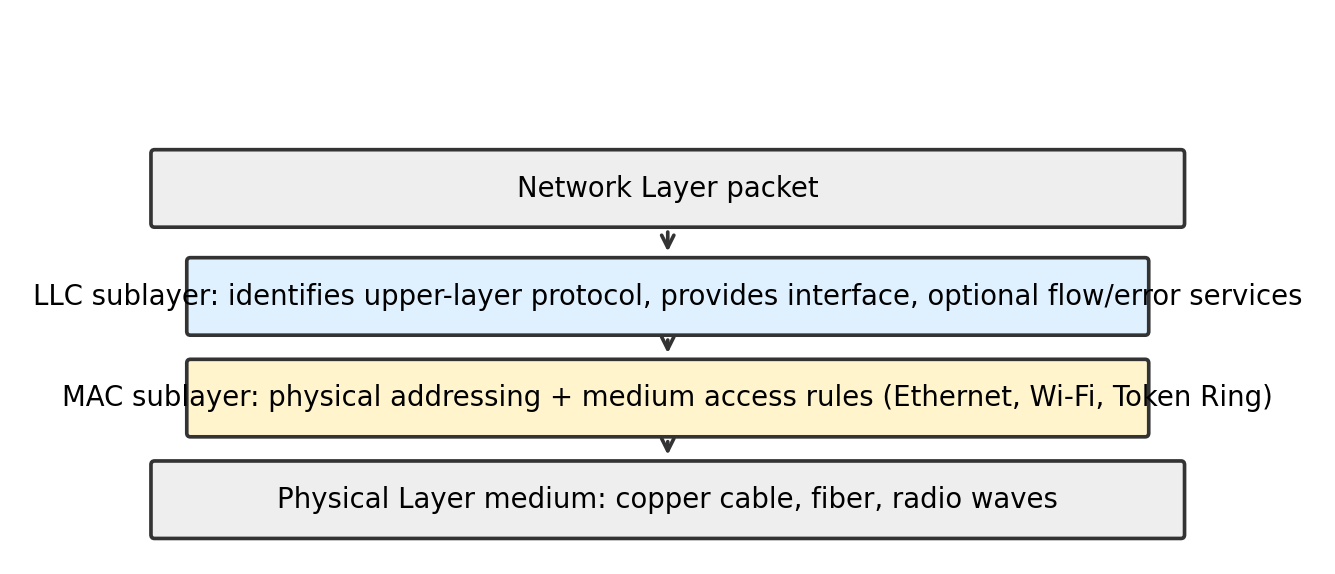 Network Layer packet
LLC sublayer: identifies upper-layer protocol, provides interface, optional flow/error services
MAC sublayer: physical addressing + medium access rules (Ethernet, Wi-Fi, Token Ring)
Physical Layer medium: copper cable, fiber, radio waves